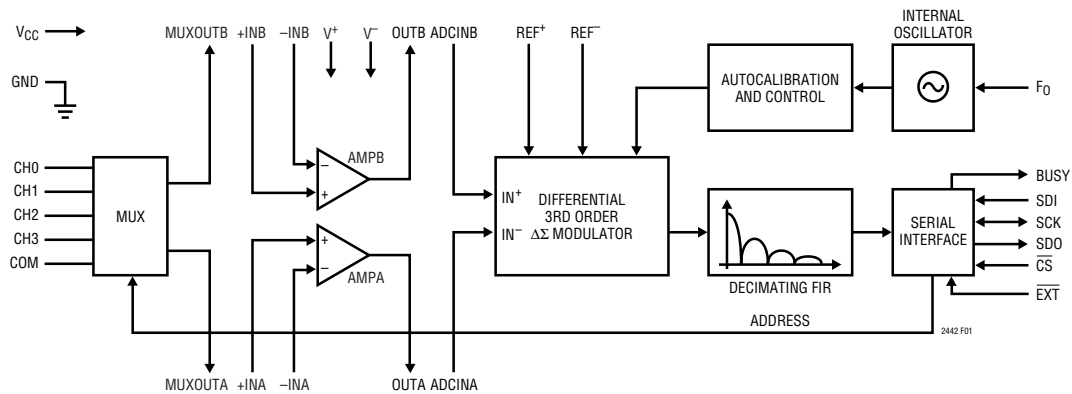 VCC
GND
MUXOUTB +INB –INB V+ V– OUTB ADCINB REF+ REF–
INTERNAL
OSCILLATOR
AUTOCALIBRATION
AND CONTROL
FO
CH0
CH1
CH2
CH3
COM
MUX
AMPB
–
+
+
–
AMPA
IN+
IN–
DIFFERENTIAL
3RD ORDER
ΔΣ MODULATOR
DECIMATING FIR
SERIAL
INTERFACE
BUSY
SDI
SCK
SDO
CS
EXT
ADDRESS
2442 F01
MUXOUTA +INA –INA OUTA ADCINA